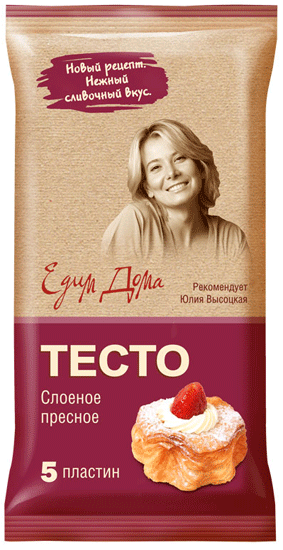 Новый рецепт.
Нежный
сливочный вкус.
Едим Дома
Рекомендует
Юлия Высоцкая
ТЕСТО
Слоеное
пресное
5 пластин